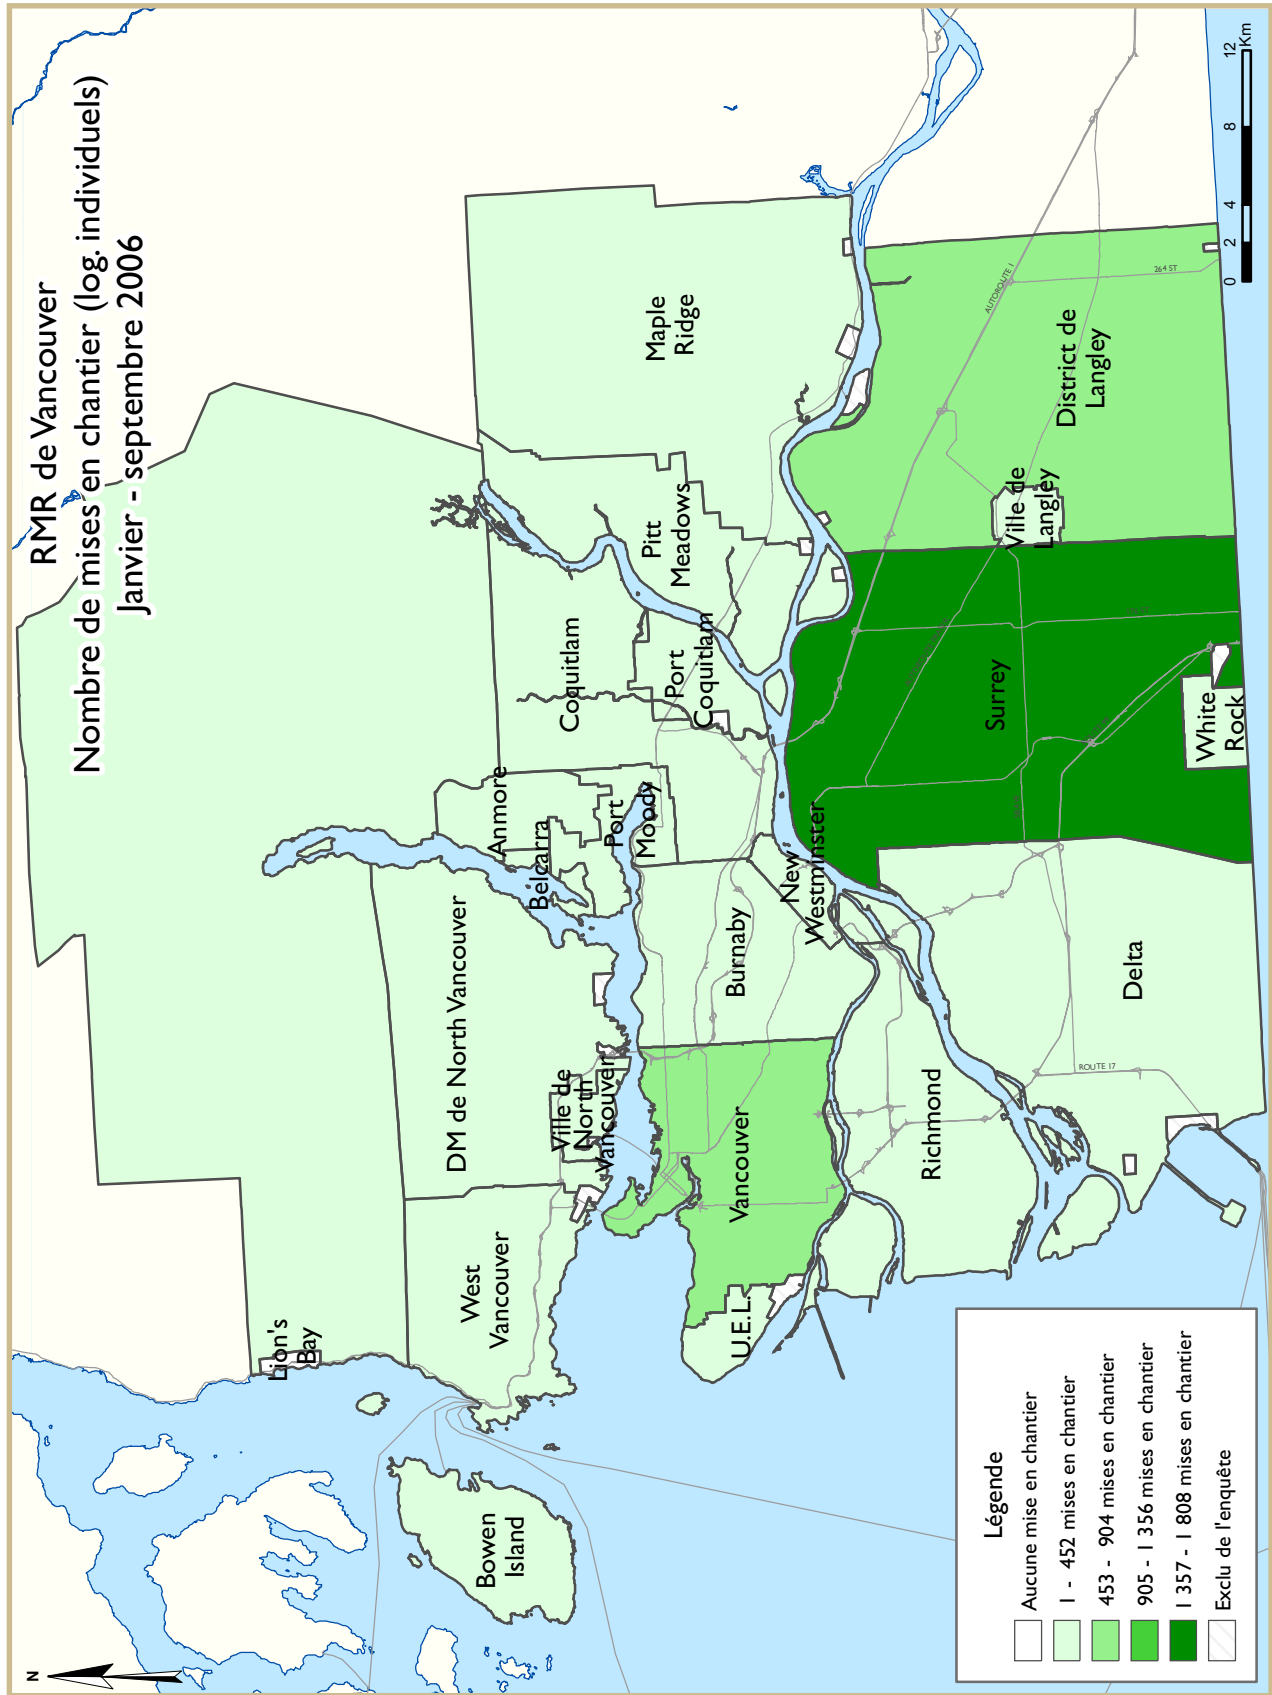 RMR de Vancouver
Nombre de mises en chantier (log. individuels)
Janvier - septembre 2006
N
Lion's
Bay
Bowen
Island
West
Vancouver
DM de North Vancouver
Ville de
North
Vancouver
Belcarra
Anmore
Port
Moody
Coquitlam
Port
Coquitlam
Pitt
Meadows
Maple
Ridge
U.E.L.
Vancouver
Burnaby
New
Westminster
Richmond
Delta
Surrey
White
Rock
Ville de
Langley
District de
Langley
AUTOROUTE 1
264 ST
ROUTE 17
Légende
Aucune mise en chantier
1 - 452 mises en chantier
453 - 904 mises en chantier
905 - 1 356 mises en chantier
1 357 - 1 808 mises en chantier
Exclu de l'enquête
0 2 4 8 12
Km